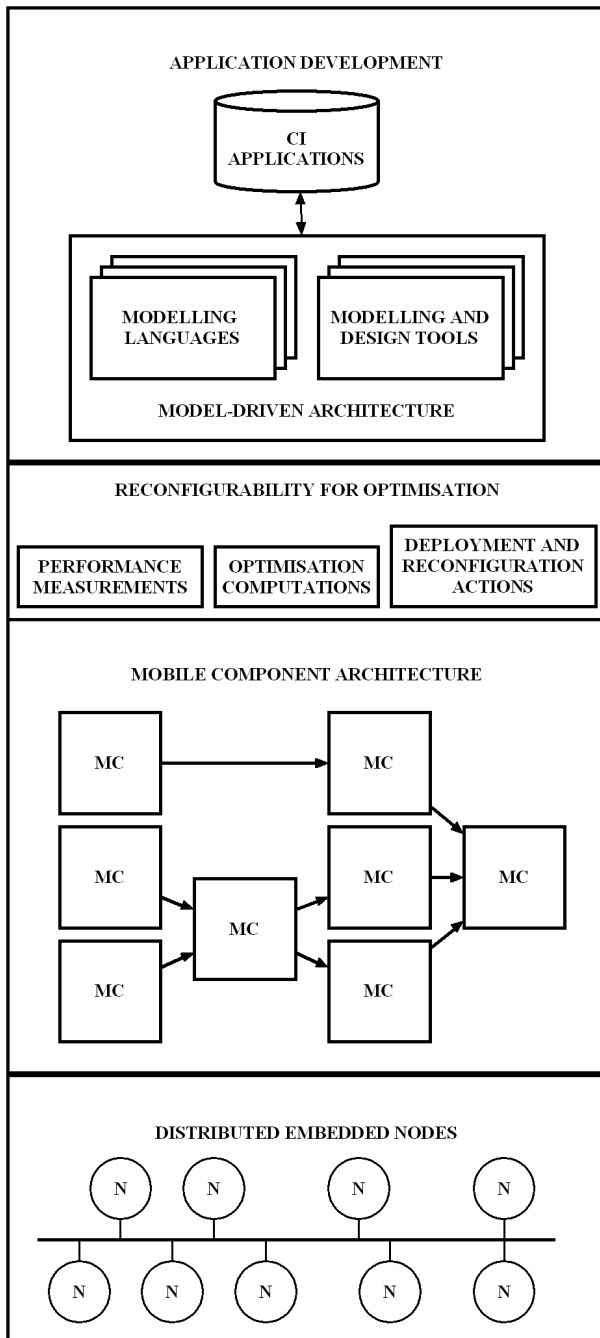 APPLICATION DEVELOPMENT
CI
APPLICATIONS
MODELLING
LANGUAGES
MODELLING AND
DESIGN TOOLS
MODEL-DRIVEN ARCHITECTURE
RECONFIGURABILITY FOR OPTIMISATION
PERFORMANCE
MEASUREMENTS
OPTIMISATION
COMPUTATIONS
DEPLOYMENT AND
RECONFIGURATION
ACTIONS
MOBILE COMPONENT ARCHITECTURE
MC
MC
MC
MC
MC
MC
MC
MC
DISTRIBUTED EMBEDDED NODES
N
N
N
N
N
N
N
N
N